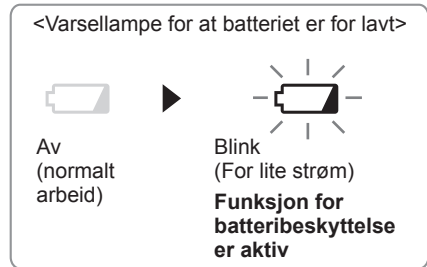 <Varsellampe for at batteriet er for lavt>
Av
(normalt
arbeid)
Blink
(For lite strøm)
Funksjon for
batteribeskyttelse
er aktiv